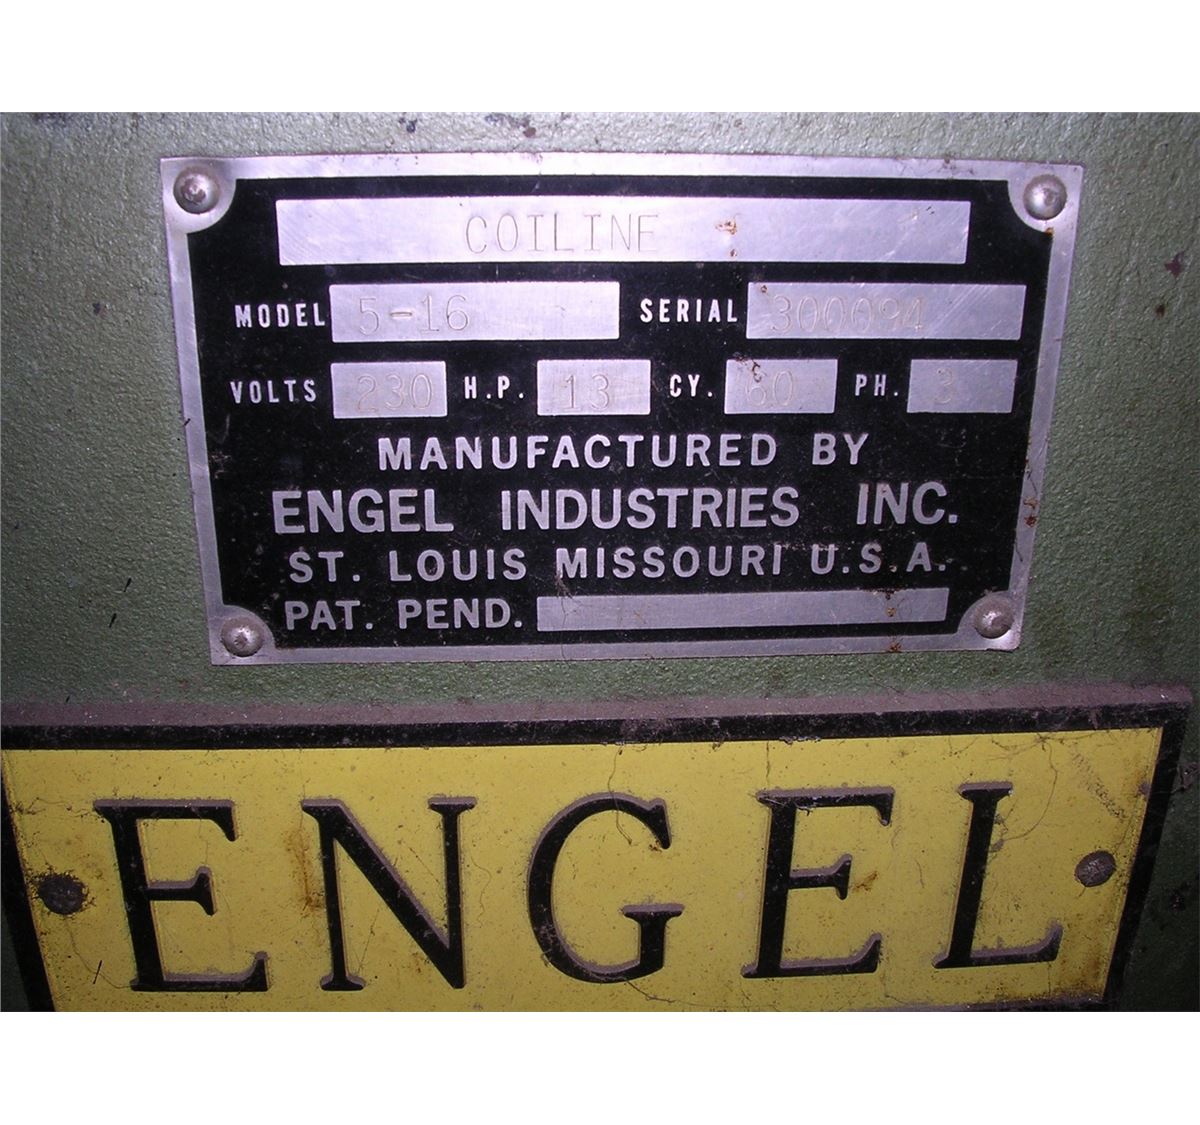 COILINE
MODEL 5-16 SERIAL 300094
VOLTS 230 H.P. 13 CY. 60 PH. 3
MANUFACTURED BY
ENGEL INDUSTRIES INC.
ST. LOUIS MISSOURI U.S.A.
PAT. PEND.
ENGEL